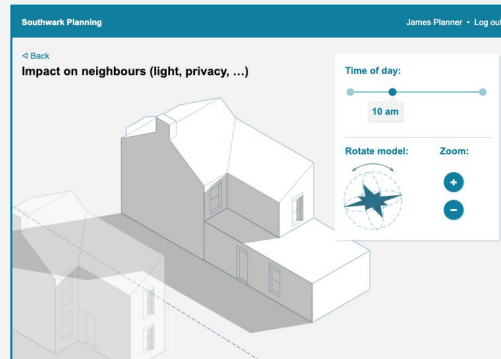 Southwark Planning
James Planner • Log out
◁ Back
Impact on neighbours (light, privacy, …)
Time of day:
10 am
Rotate model:
Zoom:
+
−